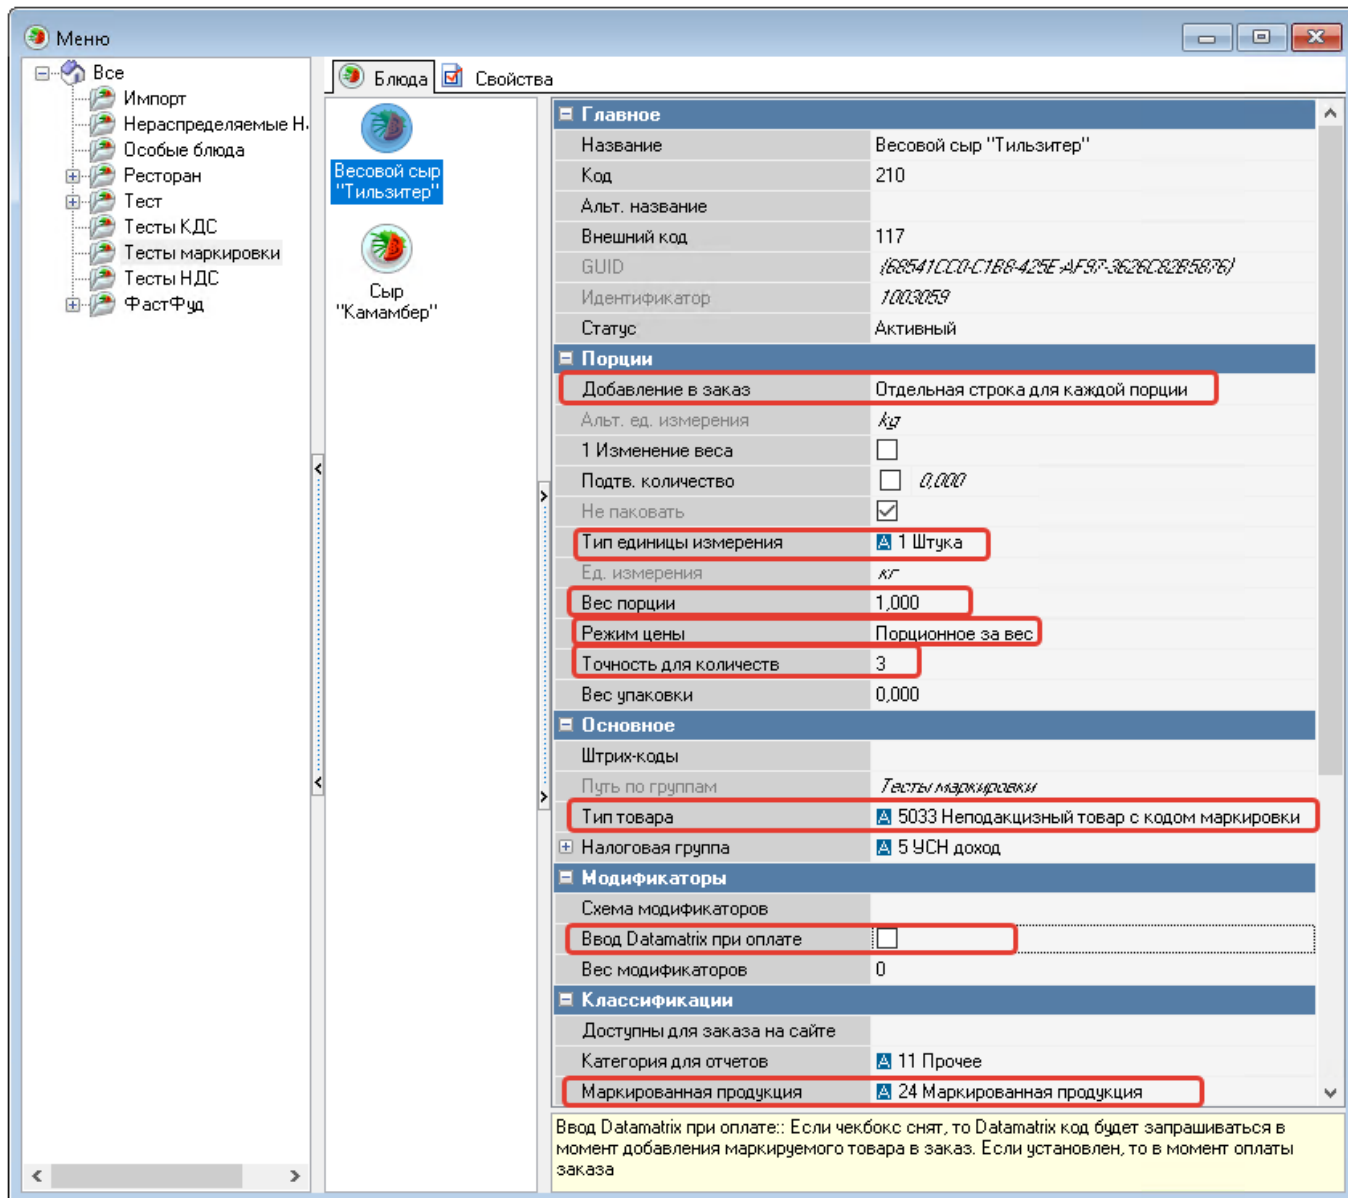 Меню
Все
Импорт
Нераспределяемые Н
Особые блюда
Ресторан
Тест
Тесты КДС
Тесты маркировки
Тесты НДС
ФастФуд
Блюда Свойства
Весовой сыр
"Тильзитер"
Сыр
"Камамбер"
Главное
Название Весовой сыр "Тильзитер"
Код 210
Альт. название
Внешний код 117
GUID {68541CC0-C1B8-425E-AF97-3626C82B5876}
Идентификатор 1003059
Статус Активный
Порции
Добавление в заказ Отдельная строка для каждой порции
Альт. ед. измерения kg
1 Изменение веса
Подтв. количество 0,000
Не паковать
Тип единицы измерения A 1 Штука
Ед. измерения кг
Вес порции 1,000
Режим цены Порционное за вес
Точность для количеств 3
Вес упаковки 0,000
Основное
Штрих-коды
Путь по группам Тесты маркировки
Тип товара A 5033 Неподакцизный товар с кодом маркировки
Налоговая группа A 5 УСН доход
Модификаторы
Схема модификаторов
Ввод Datamatrix при оплате
Вес модификаторов 0
Классификации
Доступны для заказа на сайте
Категория для отчетов A 11 Прочее
Маркированная продукция A 24 Маркированная продукция
Ввод Datamatrix при оплате:: Если чекбокс снят, то Datamatrix код будет запрашиваться в
момент добавления маркируемого товара в заказ. Если установлен, то в момент оплаты
заказа